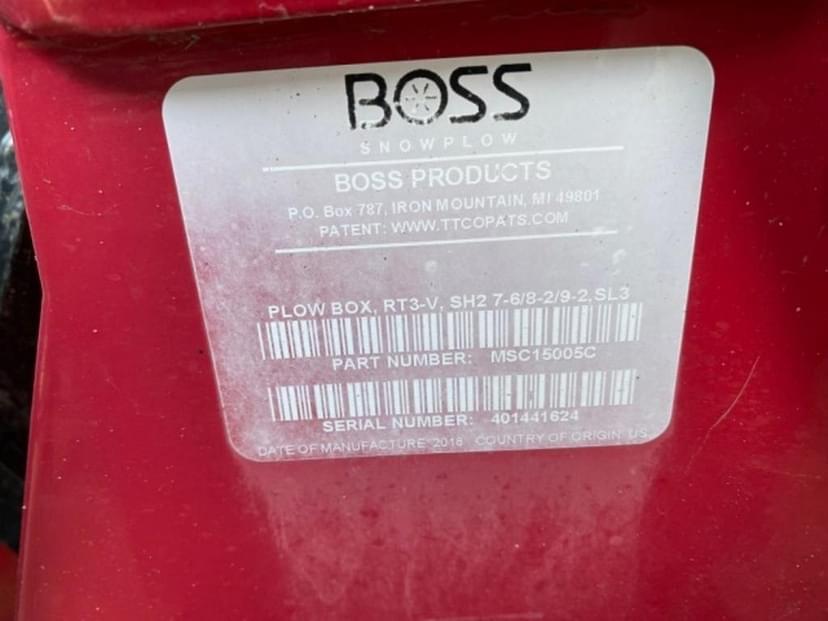 BOSS
SNOWPLOW
BOSS PRODUCTS
P.O. Box 787, IRON MOUNTAIN, MI 49801
PATENT: WWW.TTCOPATS.COM
PLOW BOX, RT3-V, SH2 7-6/8-2/9-2,SL3
PART NUMBER: MSC15005C
SERIAL NUMBER: 401441624
DATE OF MANUFACTURE 2018 COUNTRY OF ORIGIN US